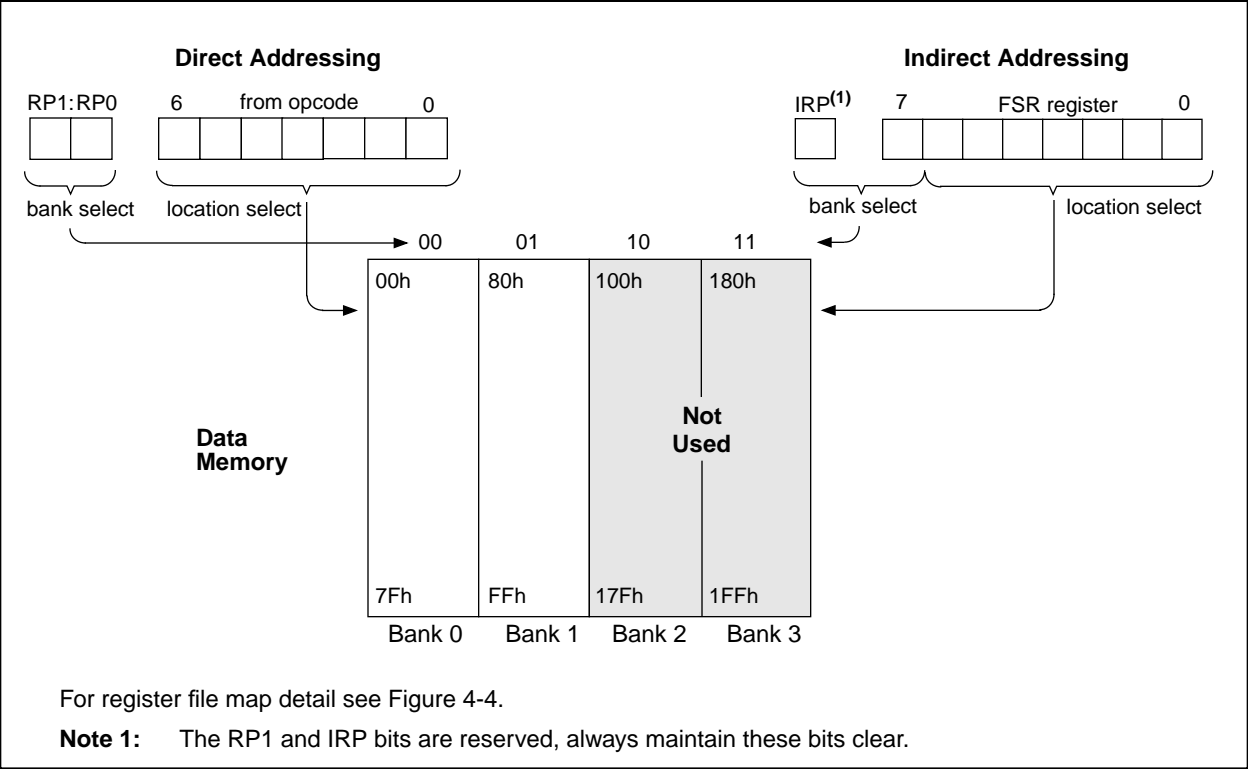 Direct Addressing
Indirect Addressing
RP1:RP0 6 from opcode 0
IRP(1) 7 FSR register 0
bank select location select
bank select location select
00 01 10 11
00h 80h 100h 180h
Not
Used
Data
Memory
7Fh FFh 17Fh 1FFh
Bank 0 Bank 1 Bank 2 Bank 3
For register file map detail see Figure 4-4.
Note 1: The RP1 and IRP bits are reserved, always maintain these bits clear.